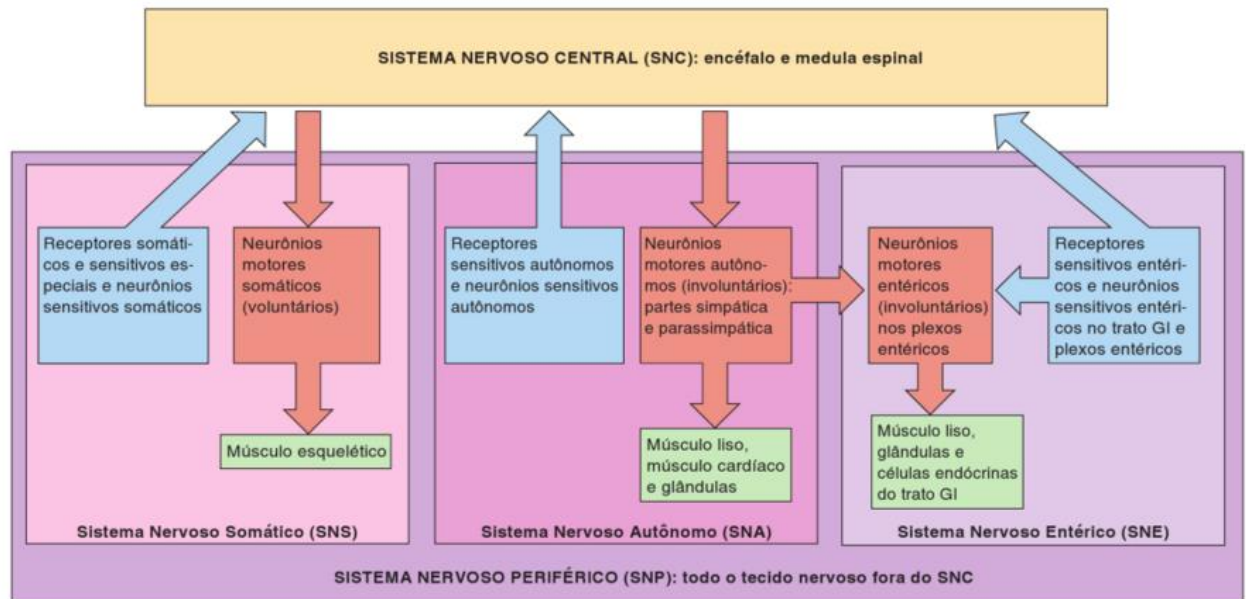 SISTEMA NERVOSO CENTRAL (SNC): encéfalo e medula espinal
Receptores somáti-
cos e sensitivos es-
peciais e neurônios
sensitivos somáticos
Neurônios
motores
somáticos
(voluntários)
Músculo esquelético
Sistema Nervoso Somático (SNS)
Receptores
sensitivos autônomos
e neurônios sensitivos
autônomos
Neurônios
motores autôno-
mos (involuntários):
partes simpática
e parassimpática
Músculo liso,
músculo cardíaco
e glândulas
Sistema Nervoso Autônomo (SNA)
Neurônios
motores
entéricos
(involuntários)
nos plexos
entéricos
Receptores
sensitivos entéri-
cos e neurônios
sensitivos entéri-
cos no trato GI e
plexos entéricos
Músculo liso,
glândulas e
células endócrinas
do trato GI
Sistema Nervoso Entérico (SNE)
SISTEMA NERVOSO PERIFÉRICO (SNP): todo o tecido nervoso fora do SNC